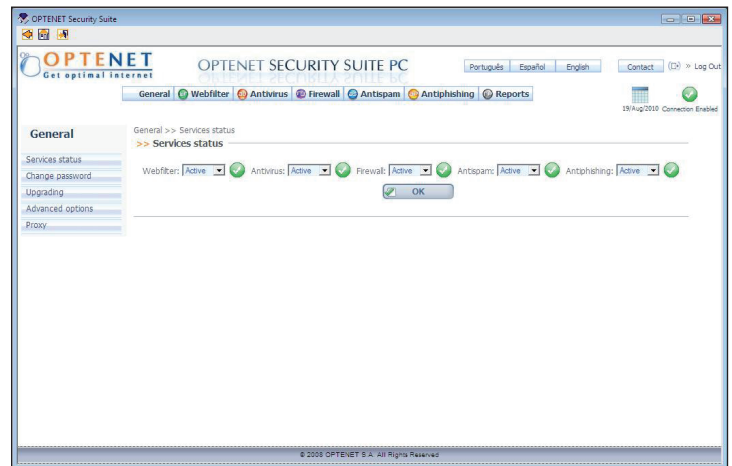 OPTENET Security Suite
OPTENET
Get optimal internet
OPTENET SECURITY SUITE PC
Português Español English Contact >> Log Out
General Webfilter Antivirus Firewall Antispam Antiphishing Reports
19/Aug/2010 Connection Enabled
General
Services status
Change password
Upgrading
Advanced options
Proxy
General >> Services status
>> Services status
Webfilter: Active Antivirus: Active Firewall: Active Antispam: Active Antiphishing: Active
OK
© 2008 OPTENET S.A. All Rights Reserved